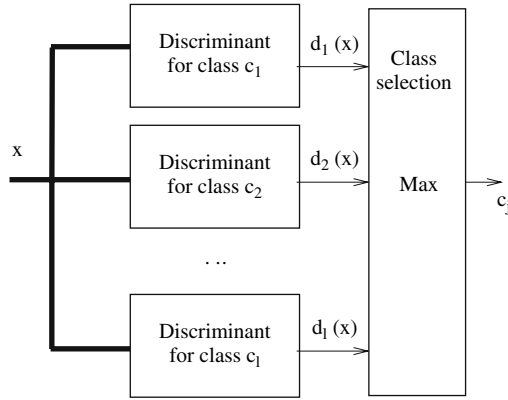 Discriminant
for class c₁
d₁ (x)
Class
selection
x
Discriminant
for class c₂
d₂ (x)
Max
cⱼ
. . .
Discriminant
for class cₗ
dₗ (x)